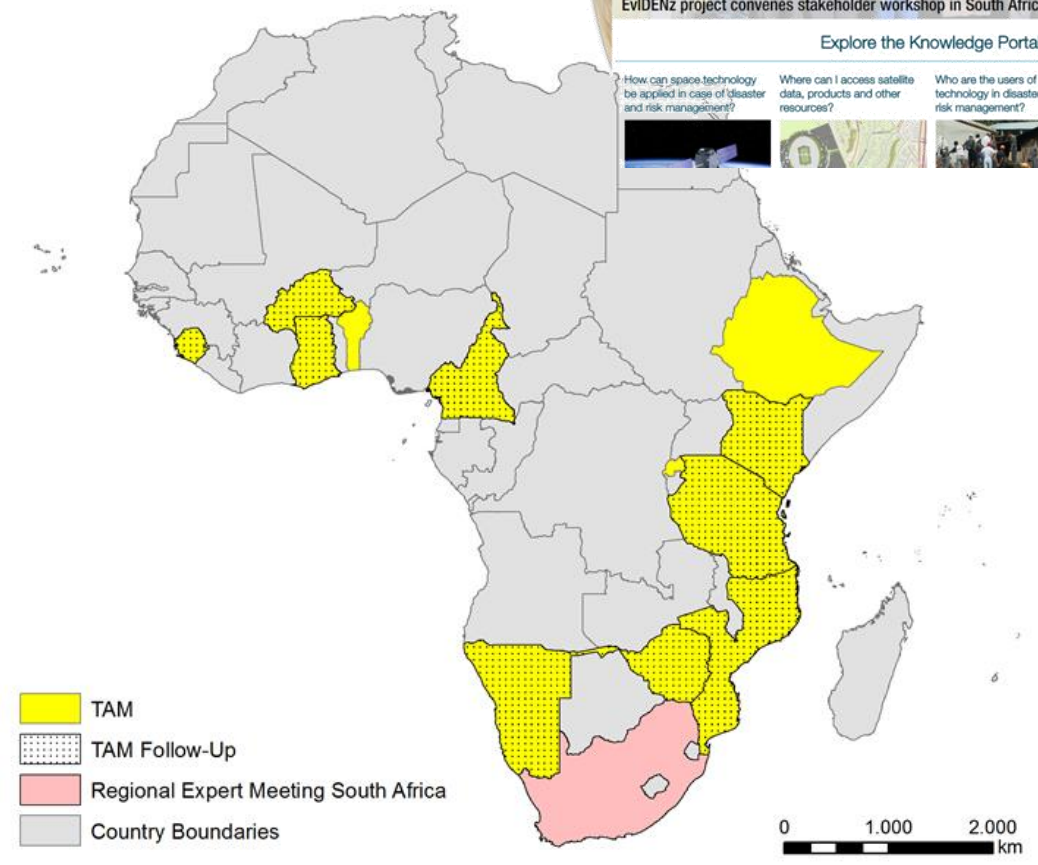 EvIDENz project convenes stakeholder workshop in South Afric
Explore the Knowledge Porta
How can space technology
be applied in case of disaster
and risk management?
Where can I access satellite
data, products and other
resources?
Who are the users of
technology in disaste
risk management?
TAM
TAM Follow-Up
Regional Expert Meeting South Africa
Country Boundaries
0 1.000 2.000
km